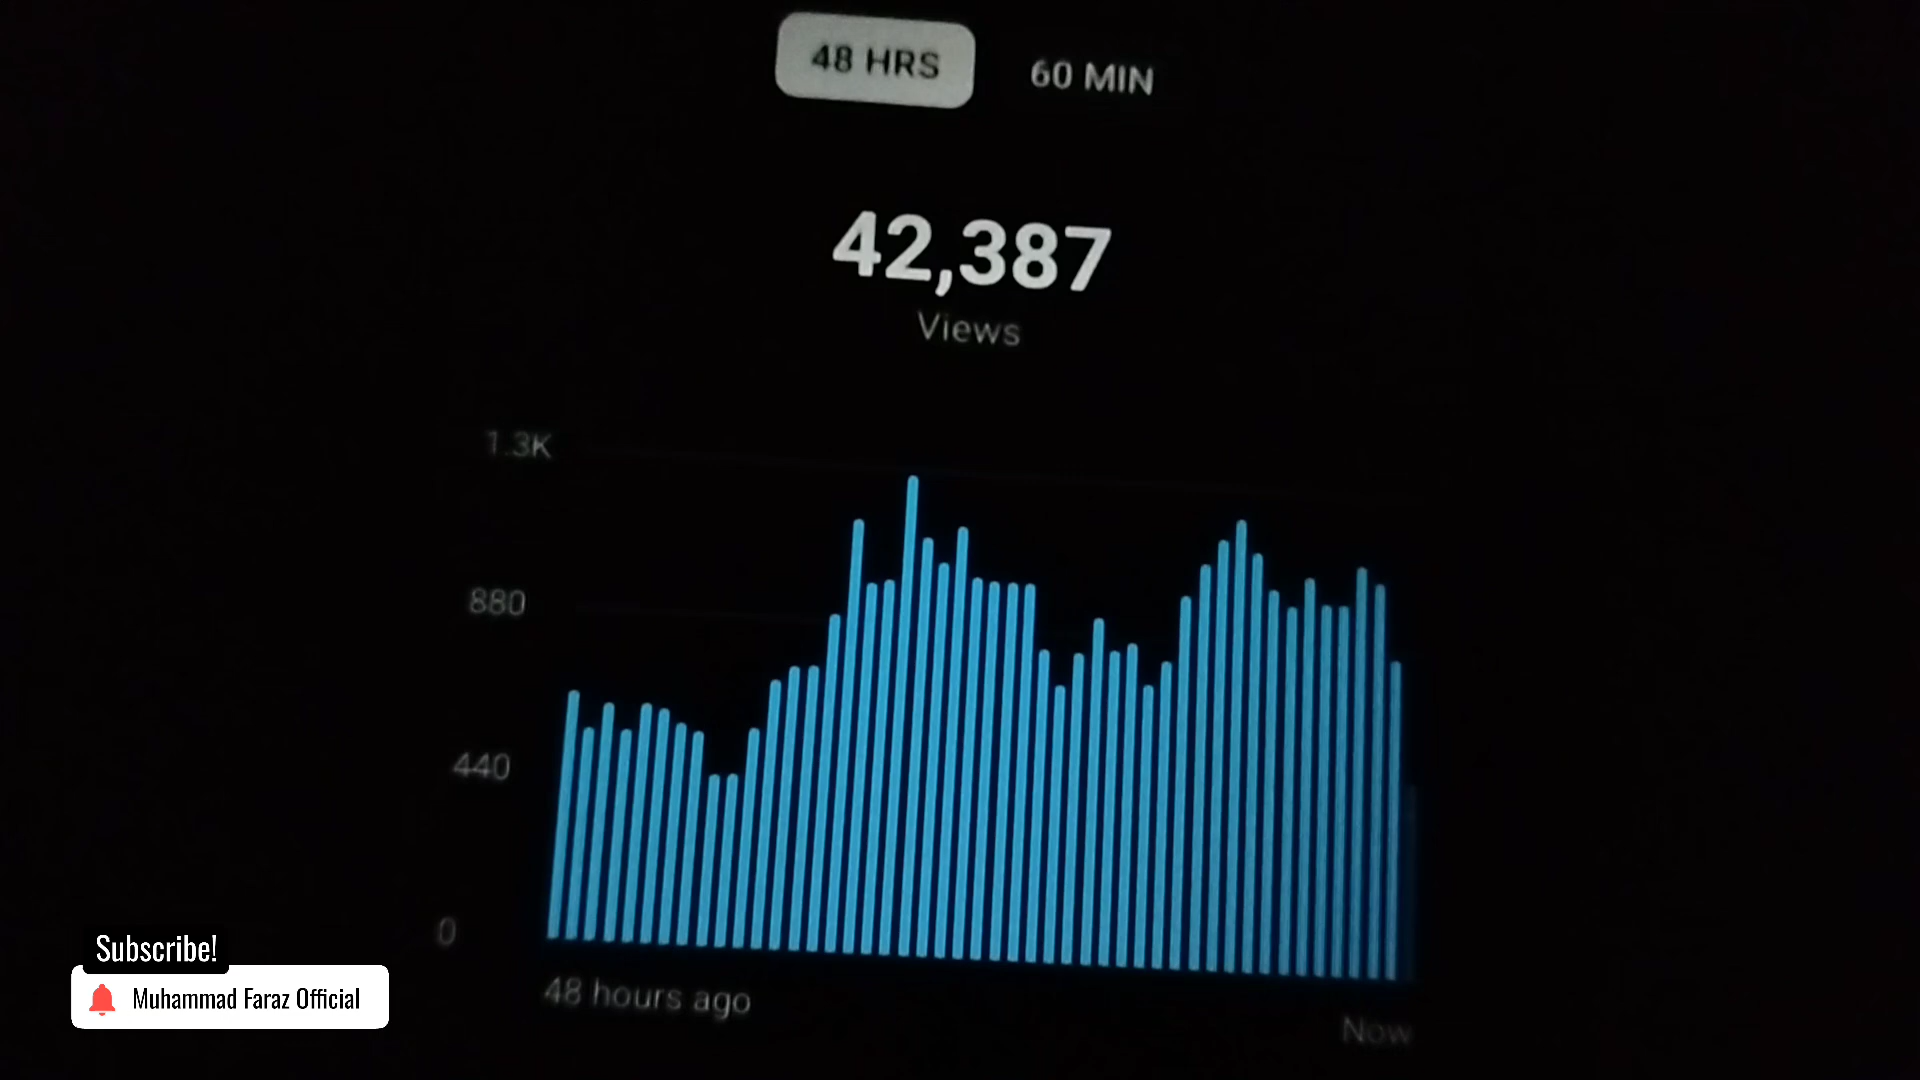 48 HRS 60 MIN
42,387
Views
1.3K
880
440
0
48 hours ago
Now
Subscribe!
Muhammad Faraz Official